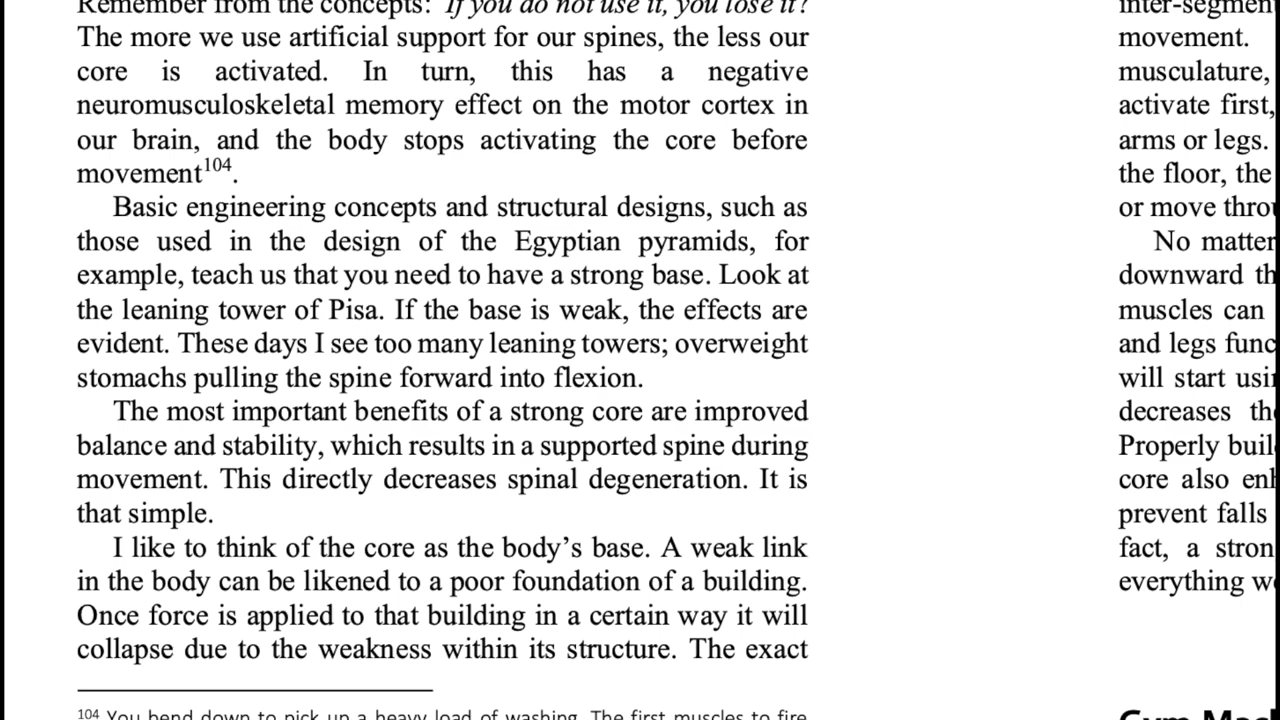 Remember from the concepts: If you do not use it, you lose it?
The more we use artificial support for our spines, the less our
core is activated. In turn, this has a negative
neuromusculoskeletal memory effect on the motor cortex in
our brain, and the body stops activating the core before
movement104.
Basic engineering concepts and structural designs, such as
those used in the design of the Egyptian pyramids, for
example, teach us that you need to have a strong base. Look at
the leaning tower of Pisa. If the base is weak, the effects are
evident. These days I see too many leaning towers; overweight
stomachs pulling the spine forward into flexion.
The most important benefits of a strong core are improved
balance and stability, which results in a supported spine during
movement. This directly decreases spinal degeneration. It is
that simple.
I like to think of the core as the body’s base. A weak link
in the body can be likened to a poor foundation of a building.
Once force is applied to that building in a certain way it will
collapse due to the weakness within its structure. The exact
104 You bend down to pick up a heavy load of washing. The first muscles to fire
inter-segment
movement.
musculature,
activate first,
arms or legs.
the floor, the
or move
No matter
downward
muscles can
and legs
will start
decreases
Properly
core also
prevent falls
fact, a
everything
Gym